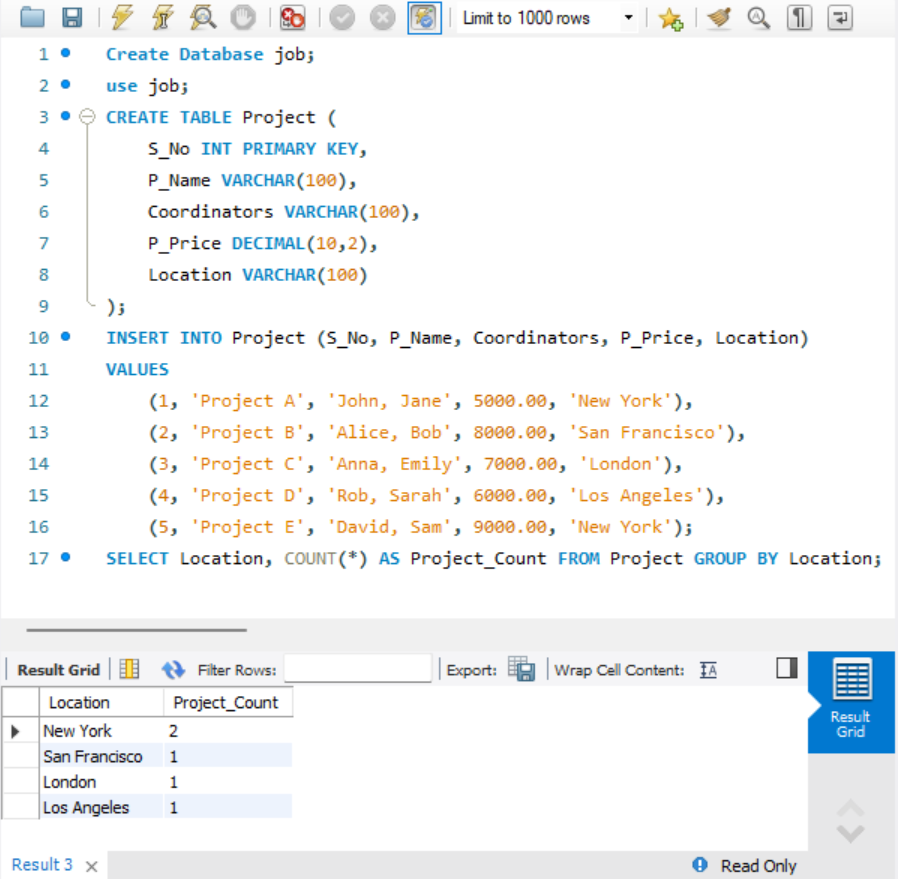 Limit to 1000 rows
1 Create Database job;
2 use job;
3 CREATE TABLE Project (
4 S_No INT PRIMARY KEY,
5 P_Name VARCHAR(100),
6 Coordinators VARCHAR(100),
7 P_Price DECIMAL(10,2),
8 Location VARCHAR(100)
9 );
10 INSERT INTO Project (S_No, P_Name, Coordinators, P_Price, Location)
11 VALUES
12 (1, 'Project A', 'John, Jane', 5000.00, 'New York'),
13 (2, 'Project B', 'Alice, Bob', 8000.00, 'San Francisco'),
14 (3, 'Project C', 'Anna, Emily', 7000.00, 'London'),
15 (4, 'Project D', 'Rob, Sarah', 6000.00, 'Los Angeles'),
16 (5, 'Project E', 'David, Sam', 9000.00, 'New York');
17 SELECT Location, COUNT(*) AS Project_Count FROM Project GROUP BY Location;
Result Grid Filter Rows: Export: Wrap Cell Content:
Location Project_Count
New York 2
San Francisco 1
London 1
Los Angeles 1
Result
Grid
Result 3 Read Only